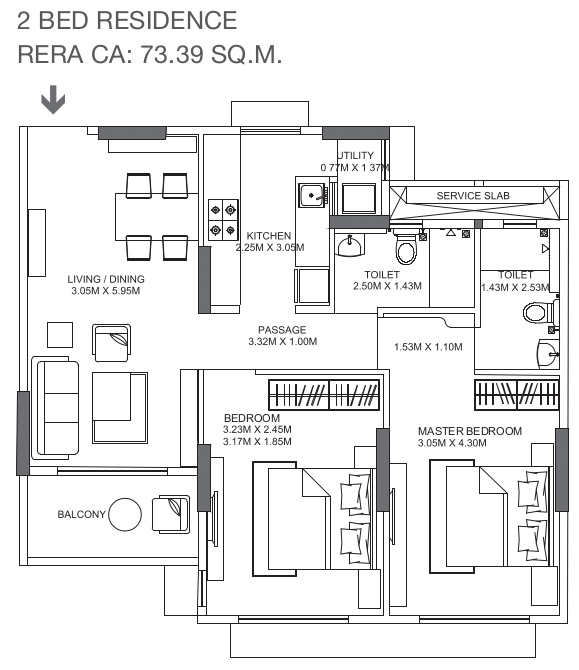 2 BED RESIDENCE
RERA CA: 73.39 SQ.M.
UTILITY
0 77M X 1 37M
SERVICE SLAB
KITCHEN
2.25M X 3.05M
LIVING / DINING
3.05M X 5.95M
TOILET
2.50M X 1.43M
TOILET
1.43M X 2.53M
PASSAGE
3.32M X 1.00M
1.53M X 1.10M
BEDROOM
3.23M X 2.45M
3.17M X 1.85M
MASTER BEDROOM
3.05M X 4.30M
BALCONY